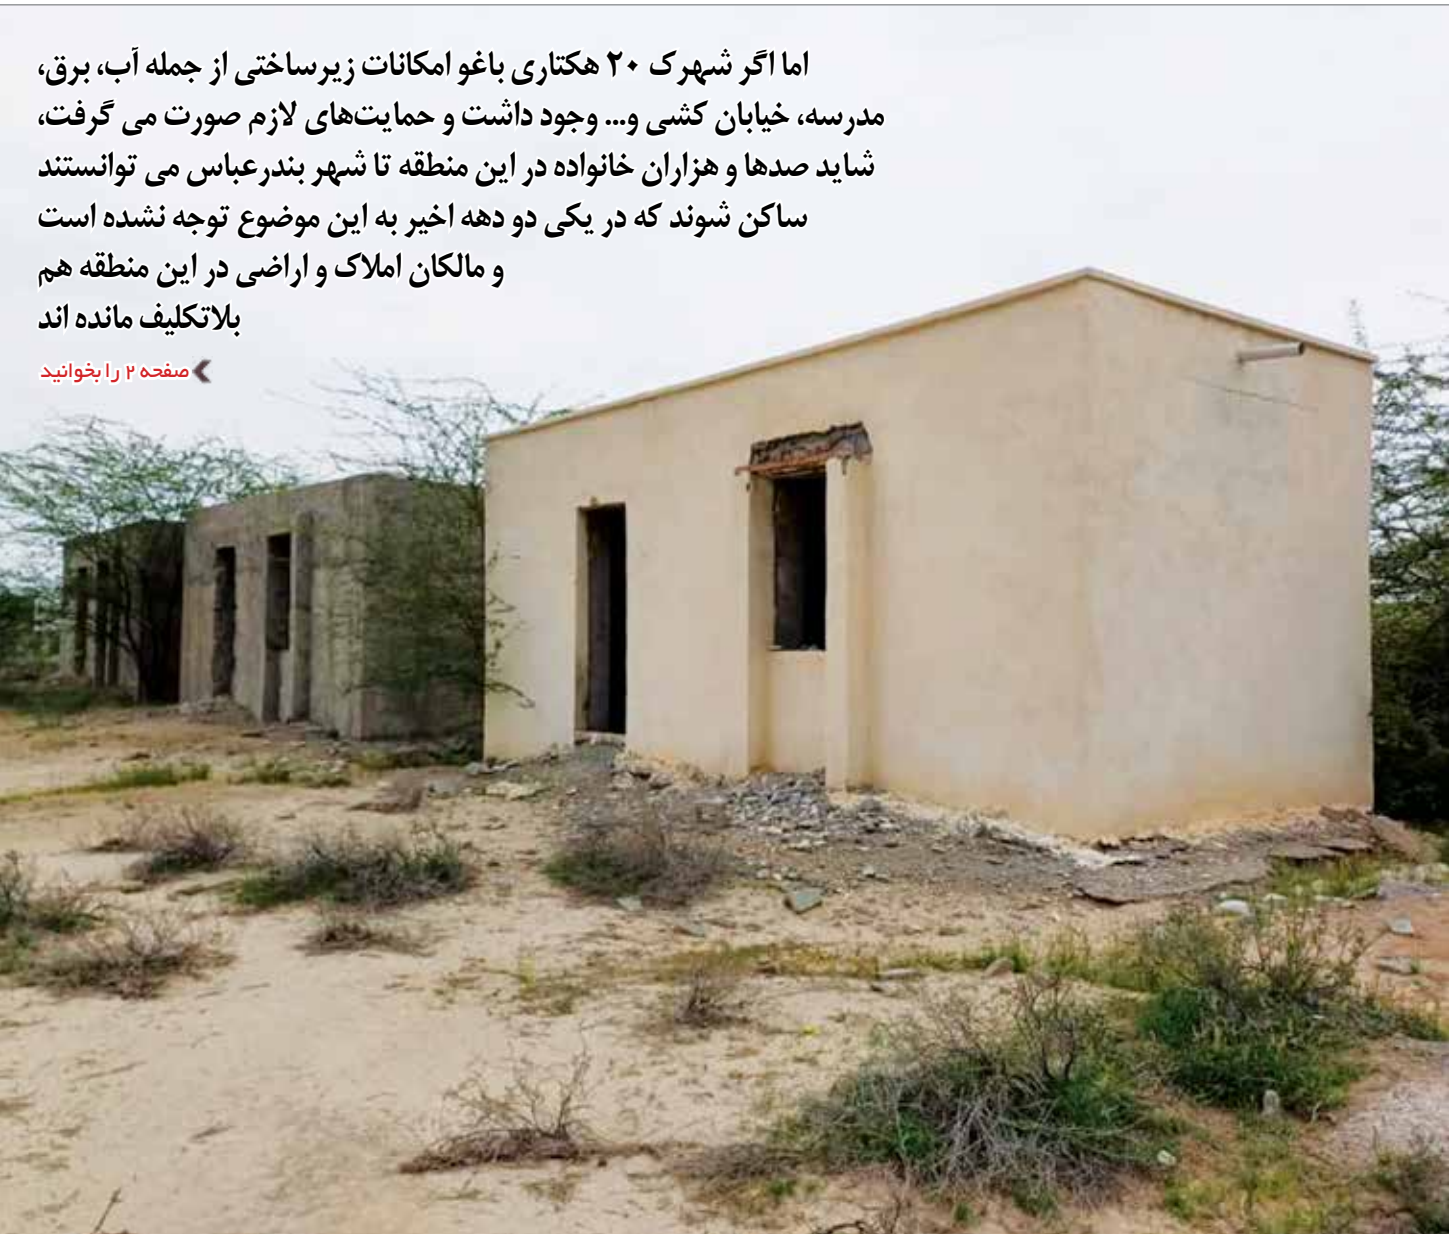 اما اگر شهرک ۲۰ هکتاری باغو امکانات زیرساختی از جمله آب، برق،
مدرسه، خیابان کشی و... وجود داشت و حمایت‌های لازم صورت می گرفت،
شاید صدها و هزاران خانواده در این منطقه تا شهر بندرعباس می توانستند
ساکن شوند که در یکی دو دهه اخیر به این موضوع توجه نشده است
و مالکان املاک و اراضی در این منطقه هم
بلاتکلیف مانده اند
صفحه ۲ را بخوانید